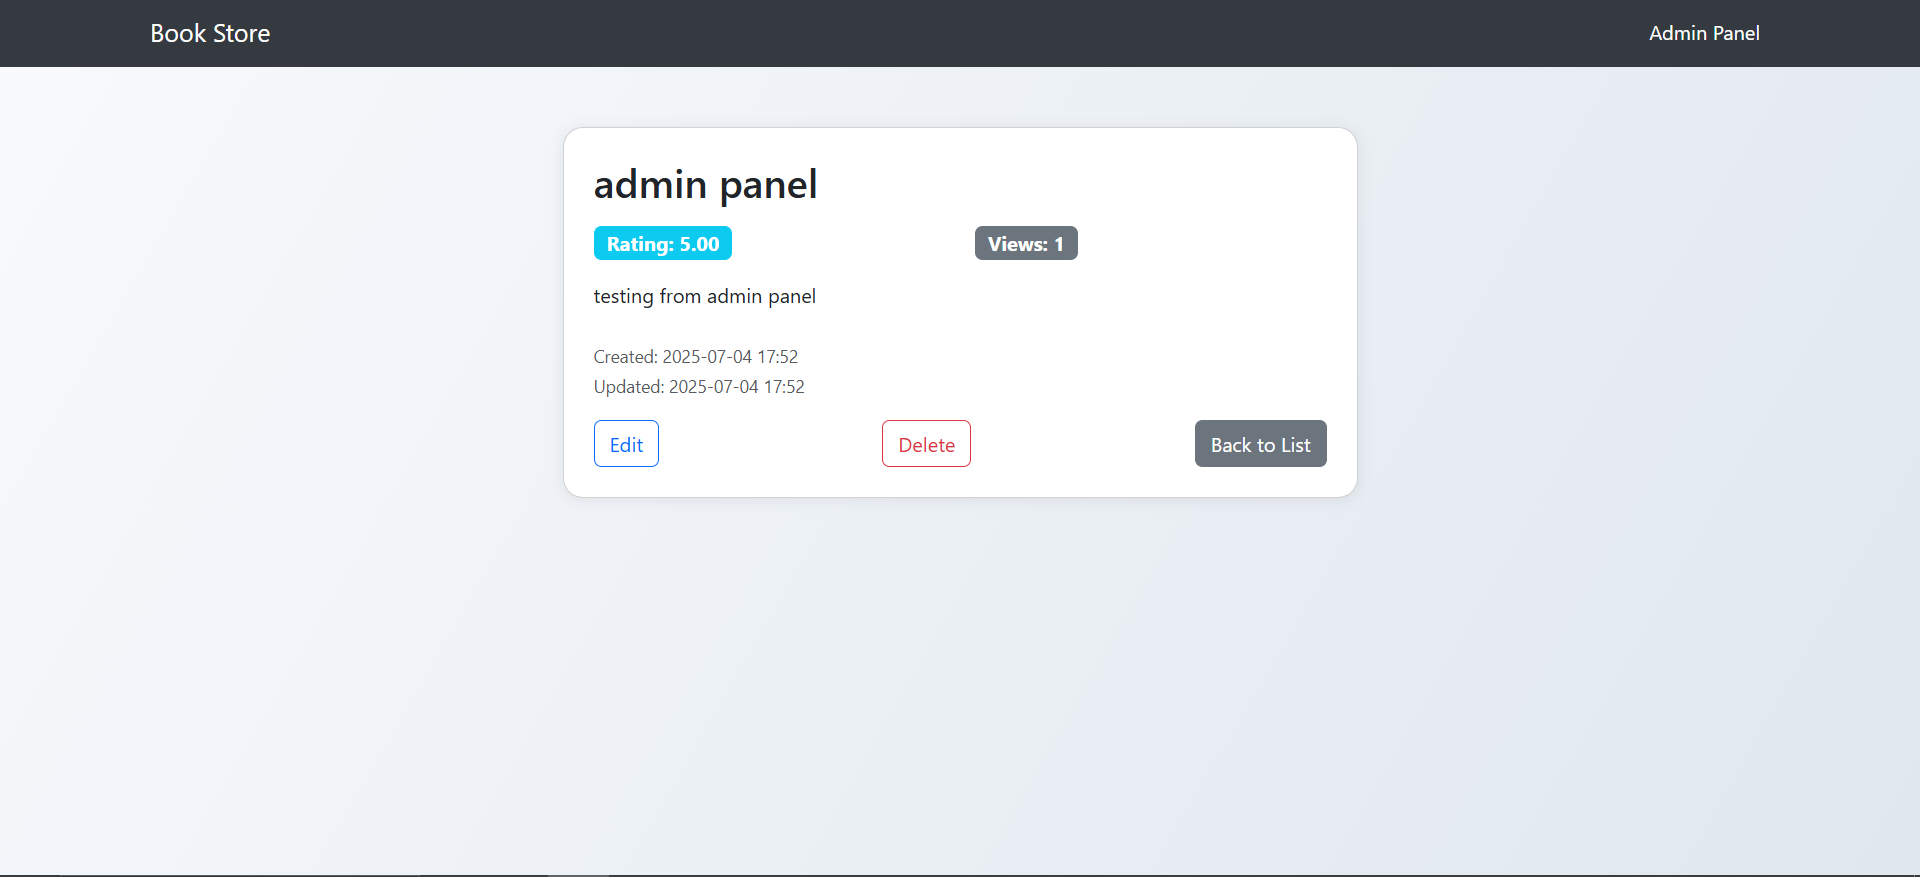 Book Store
Admin Panel
admin panel
Rating: 5.00
Views: 1
testing from admin panel
Created: 2025-07-04 17:52
Updated: 2025-07-04 17:52
Edit
Delete
Back to List